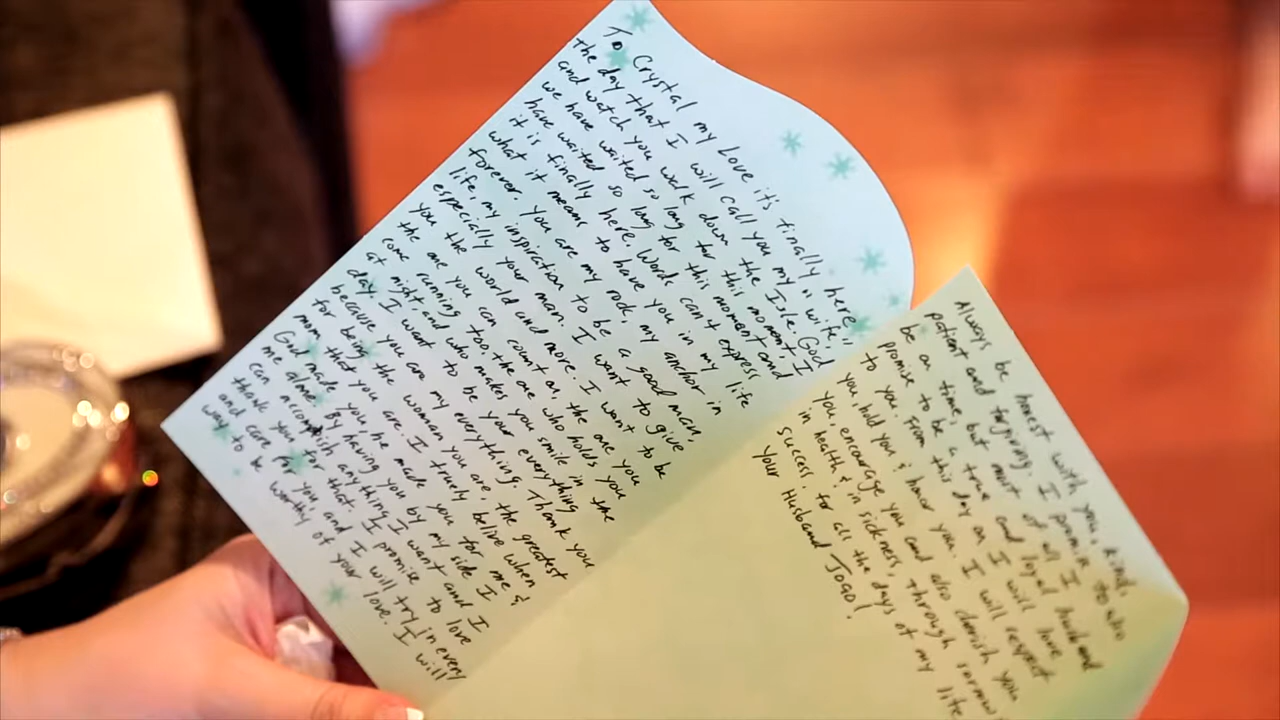 To Crystal my Love it's finally here,
the day that I will call you my "wife,"
and watch you walk down the Isle. God
we have waited so long for this moment, I
have waited so long for this moment and
it is finally here. Words can't express
what it means to have you in my life
forever. You are my rock, my anchor in
life, my inspiration to be a good man,
especially your man. I want to give
you the world and more. I want to be
the one you can count on, the one you
come running too, the one who holds you
at night, and who makes you smile in the
day. I want to be your everything
because you are my everything. Thank you
for being the woman you are, the greatest
mom that you are. I truely belive when
God made you, he made you for me &
me alone. By having you by my side I
can accomplish anything I want and I
thank you for that. I promise to love
and care for you, and I will try in every
way to be worthy of your love. I will
Always be honest with you, kind,
patient and forgiving. I promise to also
be on time, but most of all I
promise to be a true and loyal husband
to you. From this day on I will love
you, hold you & honor you. I will respect
you, encourage you and also cherish you
in health & in sickness, through sorrow &
success for all the days of my life
Your Husband Jogo!